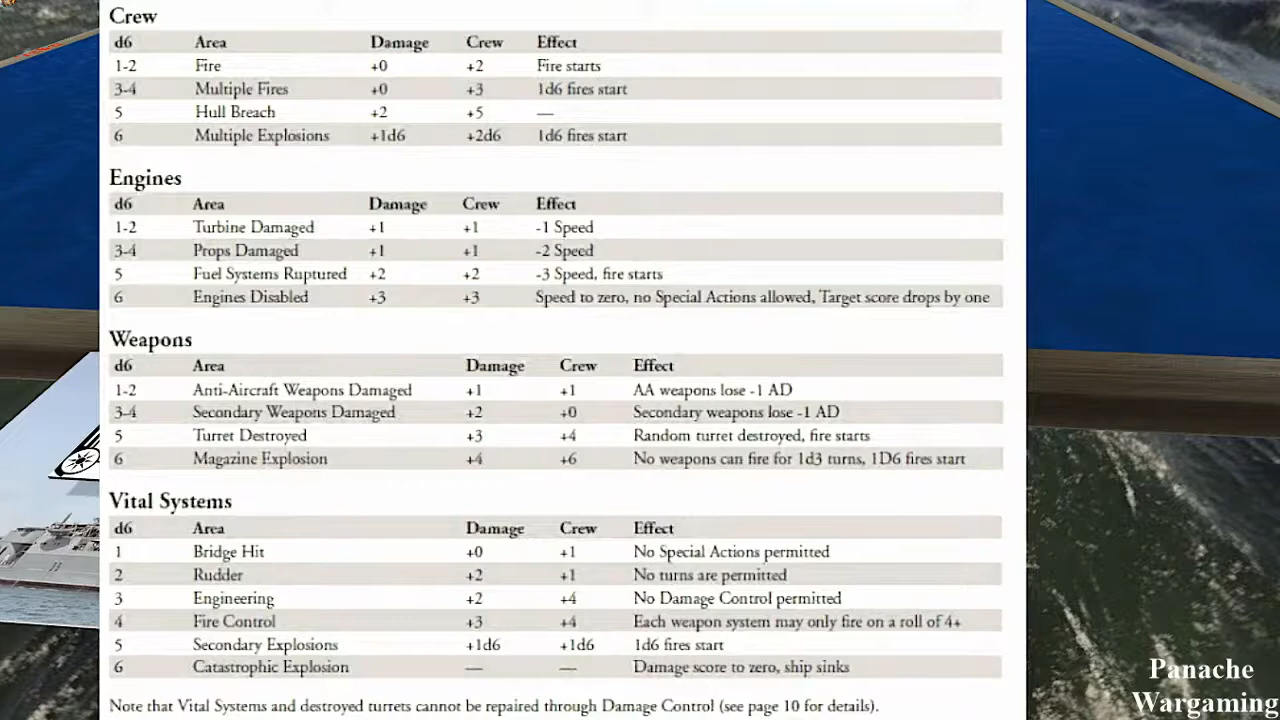 Crew
d6 Area Damage Crew Effect
1-2 Fire +0 +2 Fire starts
3-4 Multiple Fires +0 +3 1d6 fires start
5 Hull Breach +2 +5 —
6 Multiple Explosions +1d6 +2d6 1d6 fires start
Engines
d6 Area Damage Crew Effect
1-2 Turbine Damaged +1 +1 -1 Speed
3-4 Props Damaged +1 +1 -2 Speed
5 Fuel Systems Ruptured +2 +2 -3 Speed, fire starts
6 Engines Disabled +3 +3 Speed to zero, no Special Actions allowed, Target score drops by one
Weapons
d6 Area Damage Crew Effect
1-2 Anti-Aircraft Weapons Damaged +1 +1 AA weapons lose -1 AD
3-4 Secondary Weapons Damaged +2 +0 Secondary weapons lose -1 AD
5 Turret Destroyed +3 +4 Random turret destroyed, fire starts
6 Magazine Explosion +4 +6 No weapons can fire for 1d3 turns, 1D6 fires start
Vital Systems
d6 Area Damage Crew Effect
1 Bridge Hit +0 +1 No Special Actions permitted
2 Rudder +2 +1 No turns are permitted
3 Engineering +2 +4 No Damage Control permitted
4 Fire Control +3 +4 Each weapon system may only fire on a roll of 4+
5 Secondary Explosions +1d6 +1d6 1d6 fires start
6 Catastrophic Explosion — — Damage score to zero, ship sinks
Note that Vital Systems and destroyed turrets cannot be repaired through Damage Control (see page 10 for details).
Panache
Wargaming